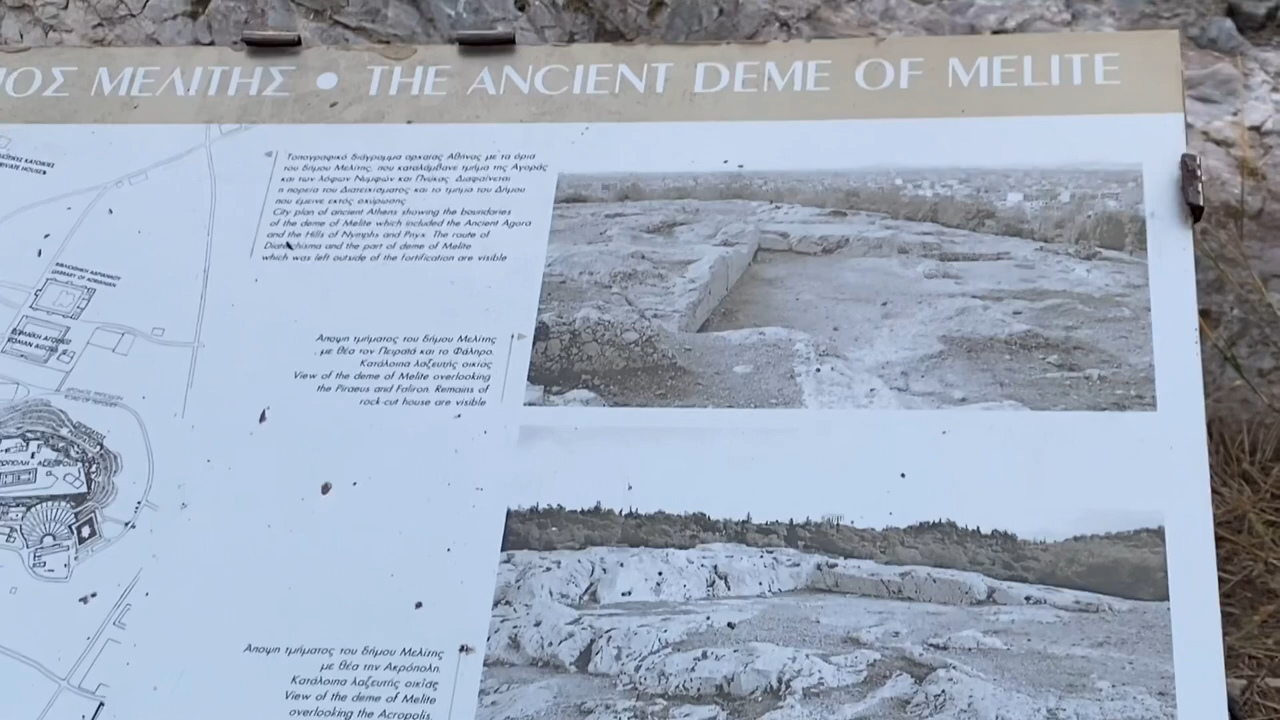 ΟΣ ΜΕΛΙΤΗΣ • THE ANCIENT DEME OF MELITE
Τοπογραφικό διάγραμμα αρχαίας Αθήνας με τα όρια
του δήμου Μελίτης, που καταλάμβανε τμήμα της Αγοράς
και των λόφων Νυμφών και Πνύκας. Διαφαίνεται
η πορεία του Διατειχίσματος και το τμήμα του Δήμου
που έμεινε εκτός οχύρωσης
City plan of ancient Athens showing the boundaries
of the deme of Melite which included the Ancient Agora
and the Hills of Nymphs and Pnyx. The route of
Diateichisma and the part of deme of Melite
which was left outside of the fortification are visible
ΒΙΒΛΙΟΘΗΚΗ ΑΔΡΙΑΝΟΥ
LIBRARY OF ADRIANAN
ΡΩΜΑΪΚΗ ΑΓΟΡΑ
ROMAN AGORA
Άποψη τμήματος του δήμου Μελίτης
με θέα τον Πειραιά και το Φάληρο.
Κατάλοιπα λαξευτής οικίας
View of the deme of Melite overlooking
the Piraeus and Faliron. Remains of
rock-cut house are visible
Άποψη τμήματος του δήμου Μελίτης
με θέα την Ακρόπολη.
Κατάλοιπα λαξευτής οικίας
View of the deme of Melite
overlooking the Acropolis.